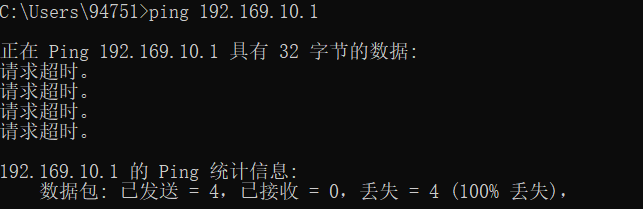 C:\Users\94751>ping 192.169.10.1
正在 Ping 192.169.10.1 具有 32 字节的数据:
请求超时。
请求超时。
请求超时。
请求超时。
192.169.10.1 的 Ping 统计信息:
数据包: 已发送 = 4，已接收 = 0，丢失 = 4 (100% 丢失)，